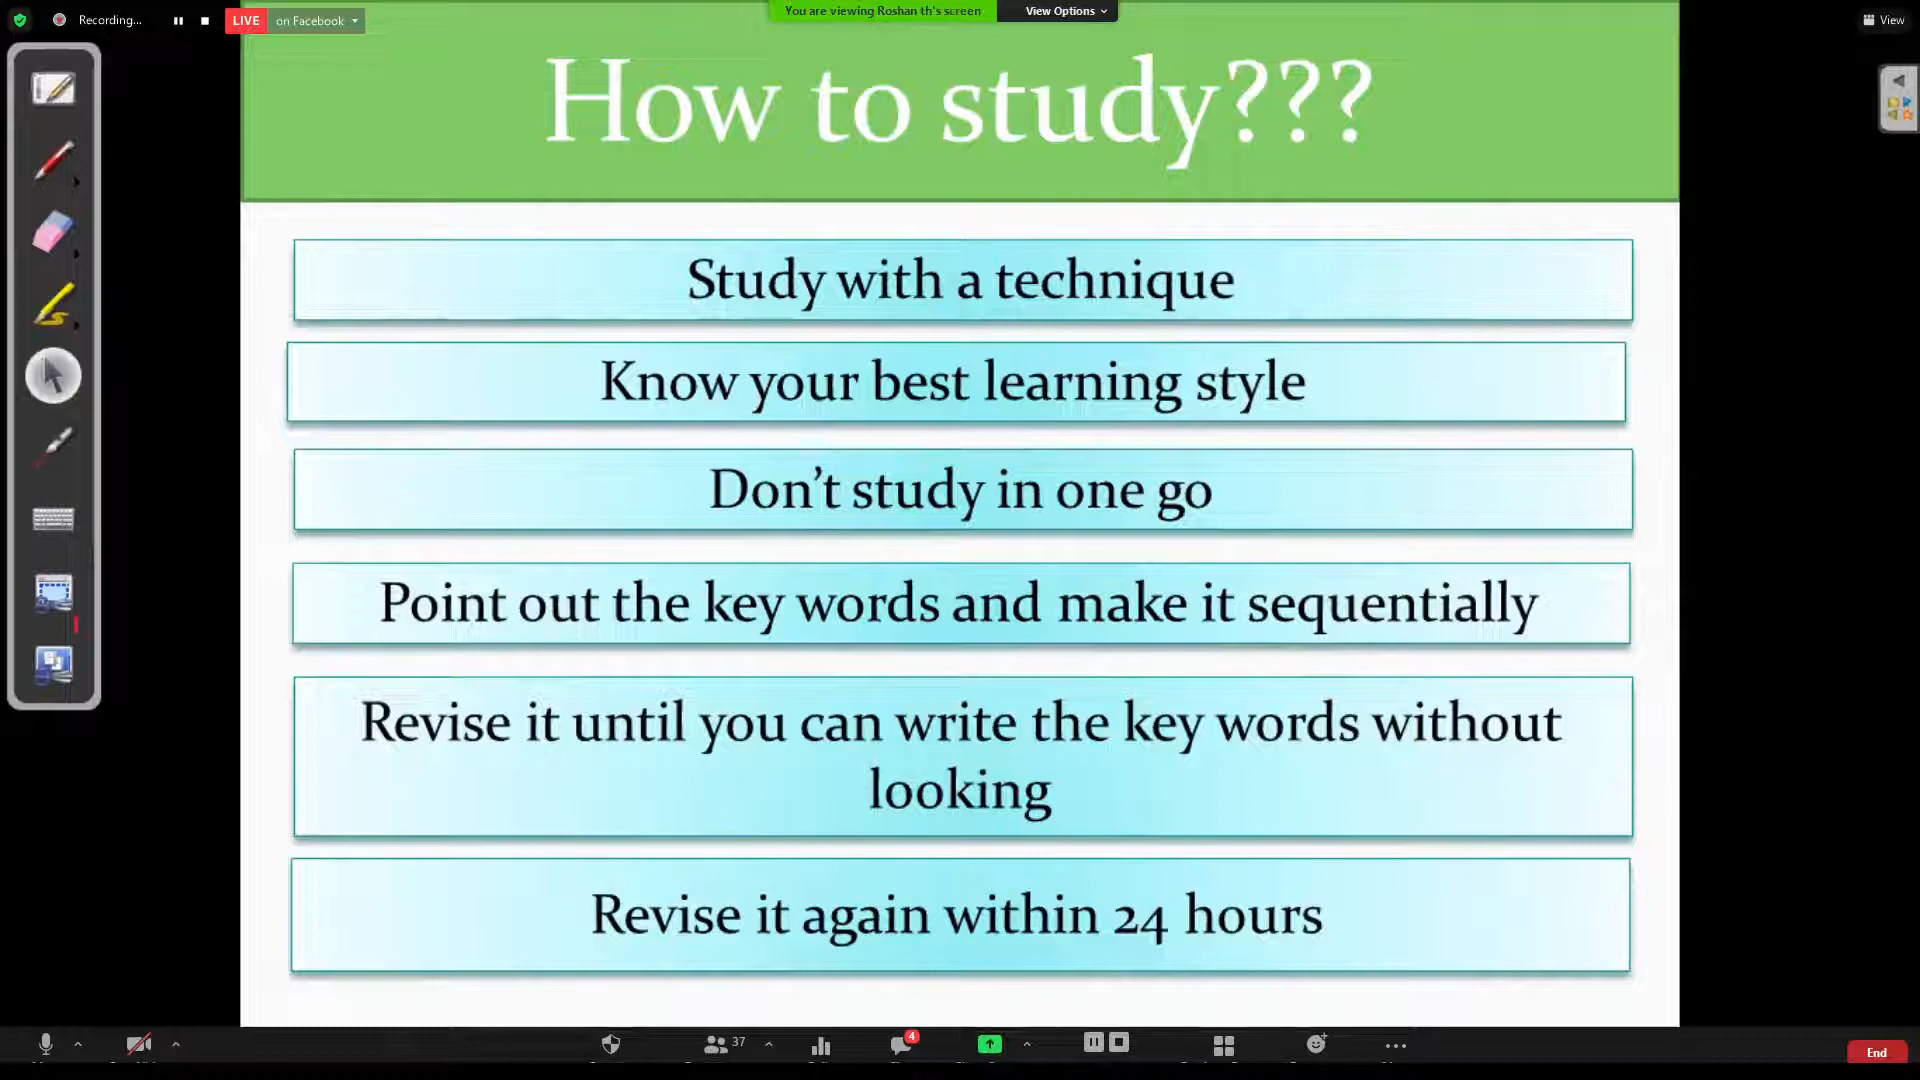 Recording...
LIVE on Facebook
You are viewing Roshan th's screen
View Options
View
How to study???
Study with a technique
Know your best learning style
Don't study in one go
Point out the key words and make it sequentially
Revise it until you can write the key words without
looking
Revise it again within 24 hours
37
4
End